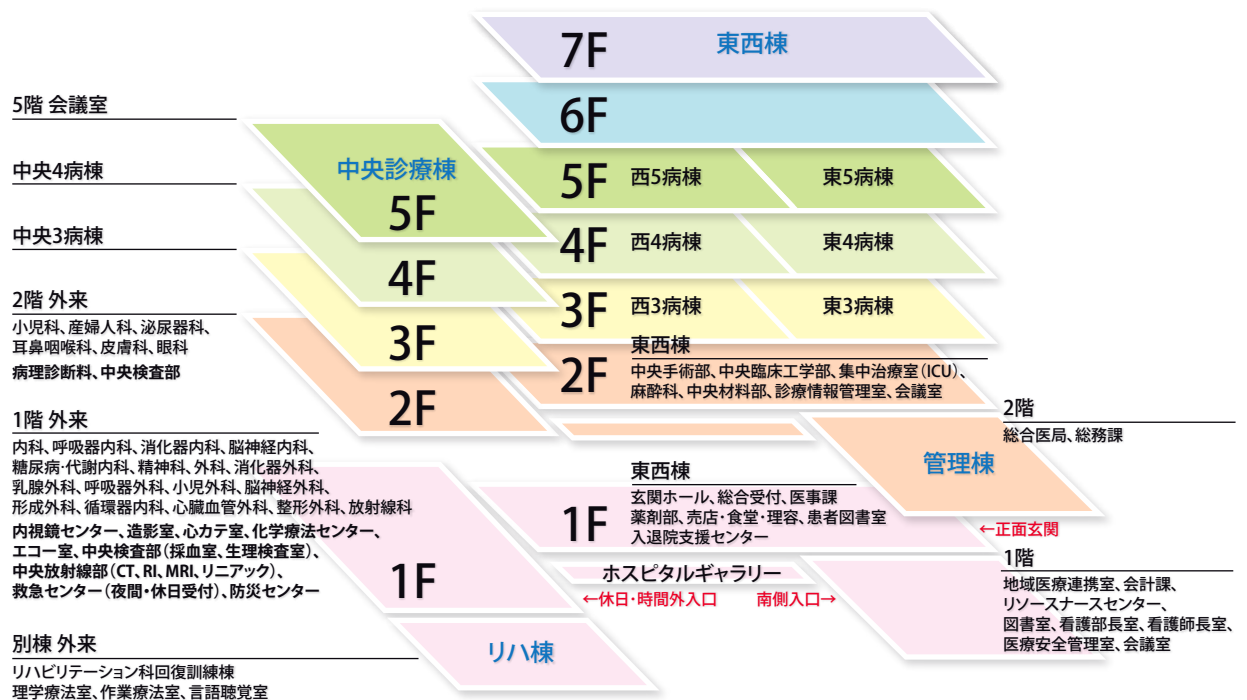 7F
東西棟
6F
5F
西5病棟
東5病棟
4F
西4病棟
東4病棟
3F
西3病棟
東3病棟
2F
東西棟
中央手術部、中央臨床工学部、集中治療室(ICU)、
麻酔科、中央材料部、診療情報管理室、会議室
1F
東西棟
玄関ホール、総合受付、医事課
薬剤部、売店・食堂・理容、患者図書室
入退院支援センター
ホスピタルギャラリー
←休日・時間外入口
南側入口→
5階 会議室
中央4病棟
中央3病棟
2階 外来
小児科、産婦人科、泌尿器科、
耳鼻咽喉科、皮膚科、眼科
病理診断料、中央検査部
1階 外来
内科、呼吸器内科、消化器内科、脳神経内科、
糖尿病・代謝内科、精神科、外科、消化器外科、
乳腺外科、呼吸器外科、小児外科、脳神経外科、
形成外科、循環器内科、心臓血管外科、整形外科、放射線科
内視鏡センター、造影室、心カテ室、化学療法センター、
エコー室、中央検査部(採血室、生理検査室)、
中央放射線部(CT、RI、MRI、リニアック)、
救急センター(夜間・休日受付)、防災センター
別棟 外来
リハビリテーション科回復訓練棟
理学療法室、作業療法室、言語聴覚室
中央診療棟
5F
4F
3F
2F
1F
リハ棟
2階
総合医局、総務課
管理棟
←正面玄関
1階
地域医療連携室、会計課、
リソースナースセンター、
図書室、看護部長室、看護師長室、
医療安全管理室、会議室